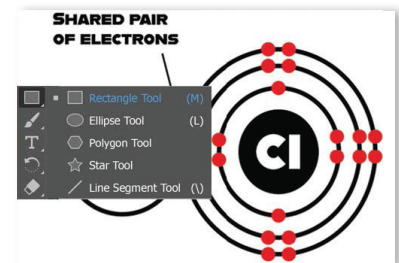 SHARED PAIR
OF ELECTRONS
Rectangle Tool (M)
Ellipse Tool (L)
Polygon Tool
Star Tool
Line Segment Tool (\)
T
Cl